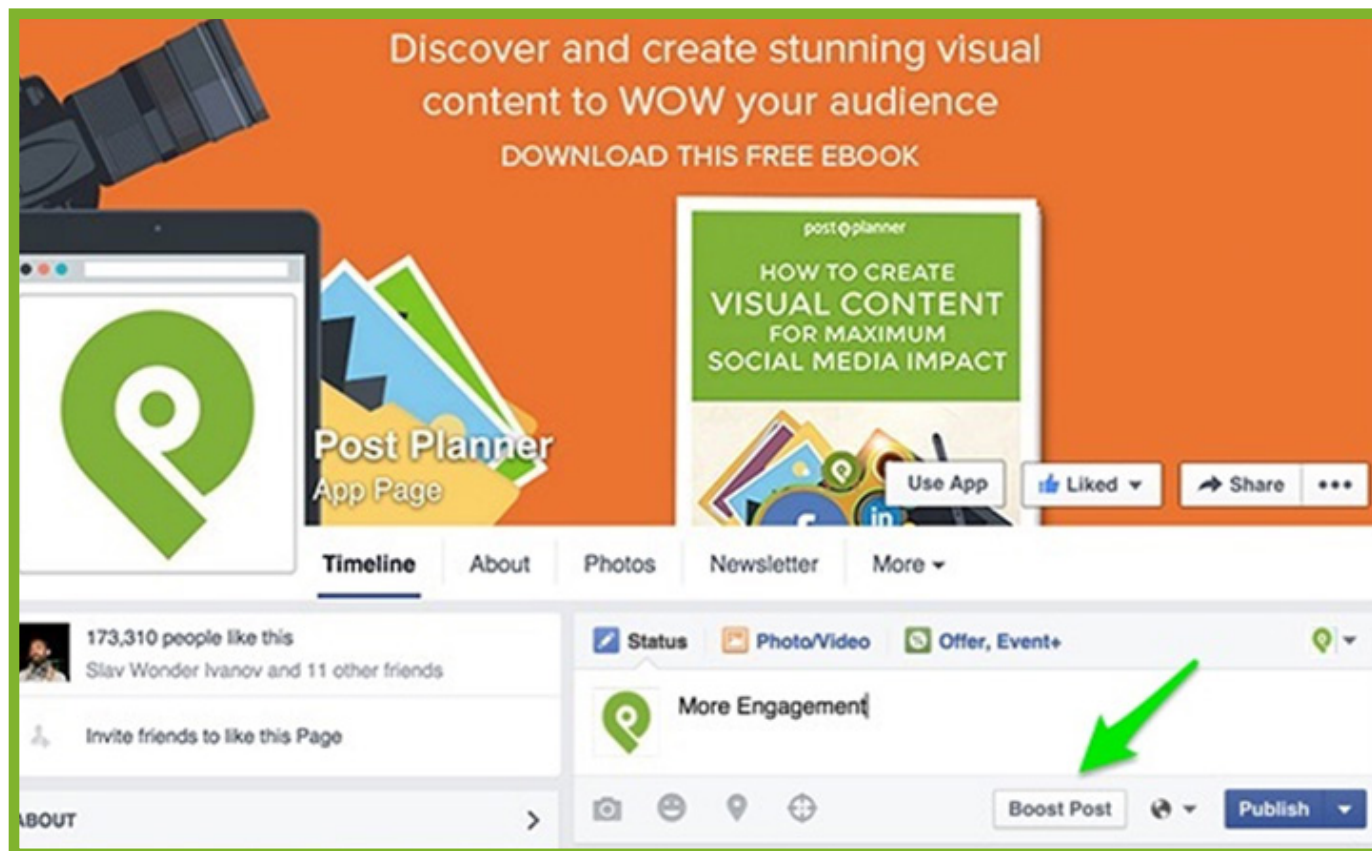 Discover and create stunning visual
content to WOW your audience
DOWNLOAD THIS FREE EBOOK
post planner
HOW TO CREATE
VISUAL CONTENT
FOR MAXIMUM
SOCIAL MEDIA IMPACT
f
in
Post Planner
App Page
Use App
Liked
Share
Timeline
About
Photos
Newsletter
More
173,310 people like this
Slav Wonder Ivanov and 11 other friends
Invite friends to like this Page
ABOUT
Status
Photo/Video
Offer, Event+
More Engagement
Boost Post
Publish